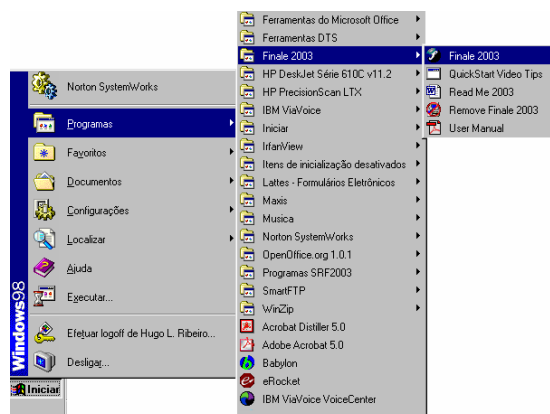 Norton SystemWorks
Programas
Favoritos
Documentos
Configurações
Localizar
Ajuda
Executar...
Efetuar logoff de Hugo L. Ribeiro...
Desligar...
Windows98
Iniciar
Ferramentas do Microsoft Office
Ferramentas DTS
Finale 2003
HP DeskJet Série 610C v11.2
HP PrecisionScan LTX
IBM ViaVoice
Iniciar
IrfanView
Itens de inicialização desativados
Lattes - Formulários Eletrônicos
Maxis
Musica
Norton SystemWorks
OpenOffice.org 1.0.1
Programas SRF2003
SmartFTP
WinZip
Acrobat Distiller 5.0
Adobe Acrobat 5.0
Babylon
eRocket
IBM ViaVoice VoiceCenter
Finale 2003
QuickStart Video Tips
Read Me 2003
Remove Finale 2003
User Manual